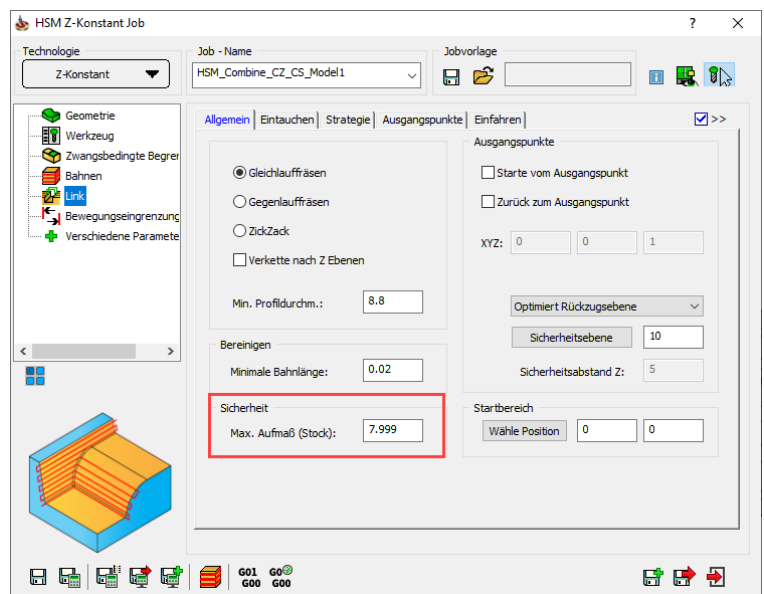 HSM Z-Konstant Job
? ×
Technologie
Z-Konstant
Job - Name
HSM_Combine_CZ_CS_Model1
Jobvorlage
Geometrie
Werkzeug
Zwangsbedingte Begrer
Bahnen
Link
Bewegungseingrenzung
Verschiedene Paramete
Allgemein
Eintauchen
Strategie
Ausgangspunkte
Einfahren
>>
Gleichlauffräsen
Gegenlauffräsen
ZickZack
Verkette nach Z Ebenen
Min. Profildurchm.: 8.8
Bereinigen
Minimale Bahnlänge: 0.02
Sicherheit
Max. Aufmaß (Stock): 7.999
Ausgangspunkte
Starte vom Ausgangspunkt
Zurück zum Ausgangspunkt
XYZ: 0 0 1
Optimiert Rückzugsebene
Sicherheitsebene 10
Sicherheitsabstand Z: 5
Startbereich
Wähle Position 0 0
G01 G0
G00 G00